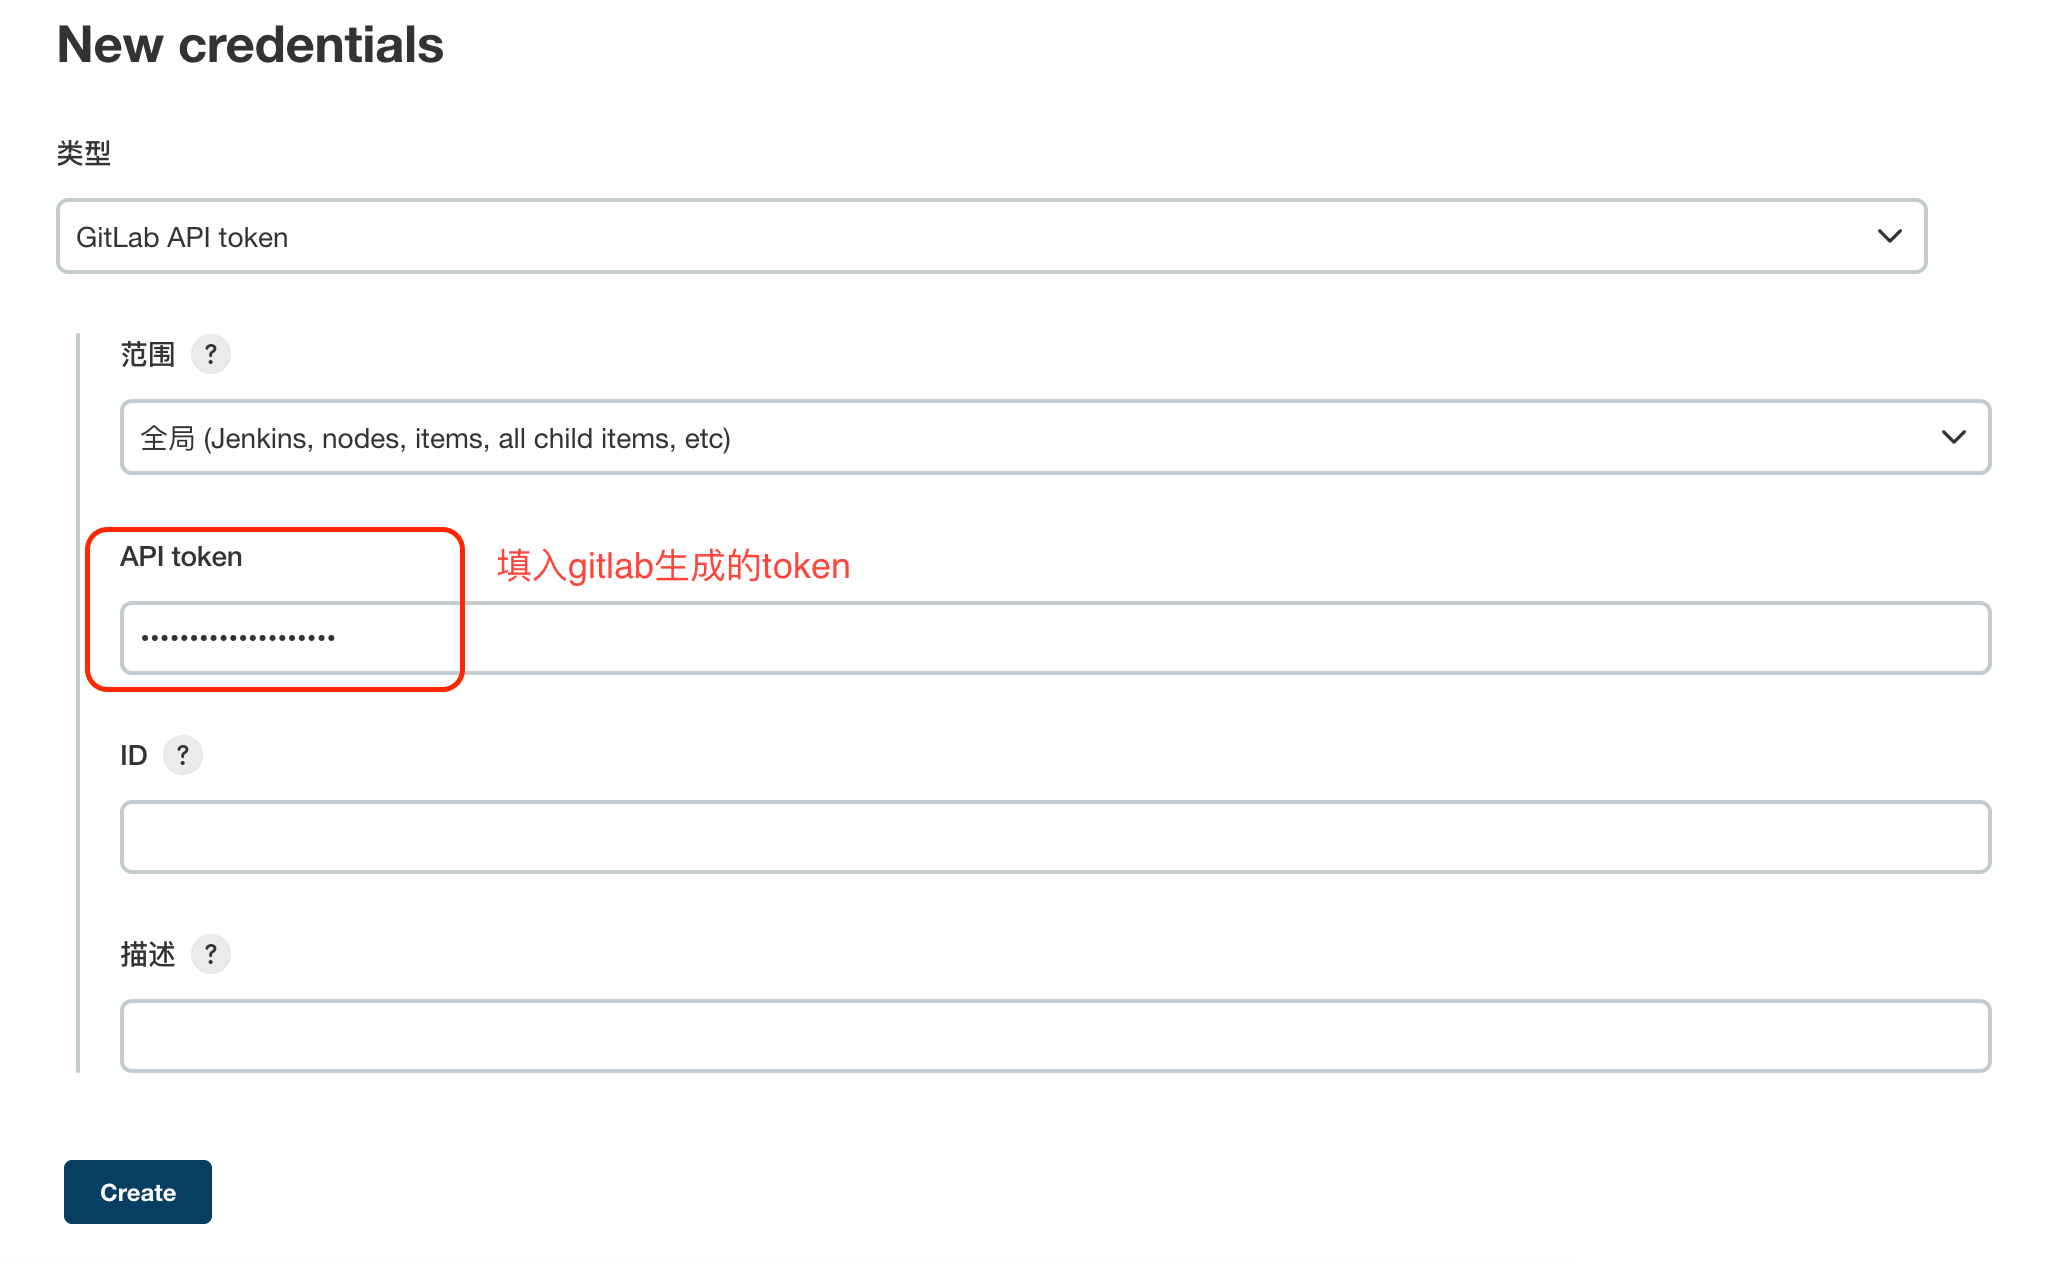 New credentials
类型
GitLab API token
范围 ?
全局 (Jenkins, nodes, items, all child items, etc)
API token
填入gitlab生成的token
••••••••••••••••••••
ID ?
描述 ?
Create